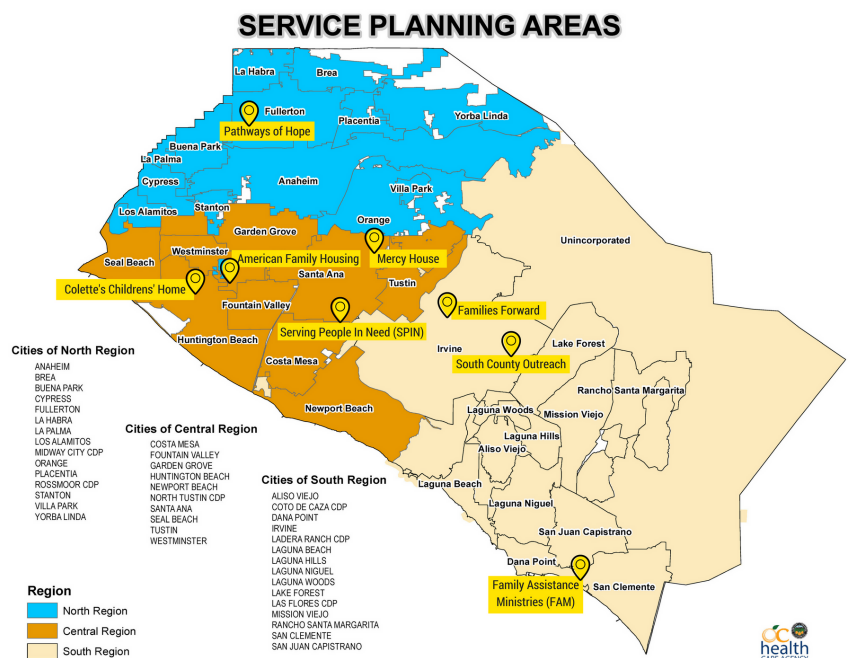 SERVICE PLANNING AREAS
La Habra
Brea
Fullerton
Pathways of Hope
Placentia
Yorba Linda
Buena Park
La Palma
Cypress
Anaheim
Villa Park
Los Alamitos
Stanton
Orange
Garden Grove
Unincorporated
Westminster
American Family Housing
Mercy House
Seal Beach
Santa Ana
Colette's Childrens' Home
Tustin
Fountain Valley
Families Forward
Serving People In Need (SPIN)
Huntington Beach
Irvine
Lake Forest
South County Outreach
Costa Mesa
Rancho Santa Margarita
Newport Beach
Laguna Woods
Mission Viejo
Laguna Hills
Aliso Viejo
Laguna Beach
Laguna Niguel
San Juan Capistrano
Dana Point
Family Assistance
Ministries (FAM)
San Clemente
Cities of North Region
ANAHEIM
BREA
BUENA PARK
CYPRESS
FULLERTON
LA HABRA
LA PALMA
LOS ALAMITOS
MIDWAY CITY CDP
ORANGE
PLACENTIA
ROSSMOOR CDP
STANTON
VILLA PARK
YORBA LINDA
Cities of Central Region
COSTA MESA
FOUNTAIN VALLEY
GARDEN GROVE
HUNTINGTON BEACH
NEWPORT BEACH
NORTH TUSTIN CDP
SANTA ANA
SEAL BEACH
TUSTIN
WESTMINSTER
Cities of South Region
ALISO VIEJO
COTO DE CAZA CDP
DANA POINT
IRVINE
LADERA RANCH CDP
LAGUNA BEACH
LAGUNA HILLS
LAGUNA NIGUEL
LAGUNA WOODS
LAKE FOREST
LAS FLORES CDP
MISSION VIEJO
RANCHO SANTA MARGARITA
SAN CLEMENTE
SAN JUAN CAPISTRANO
Region
North Region
Central Region
South Region
oc
health
CARE AGENCY